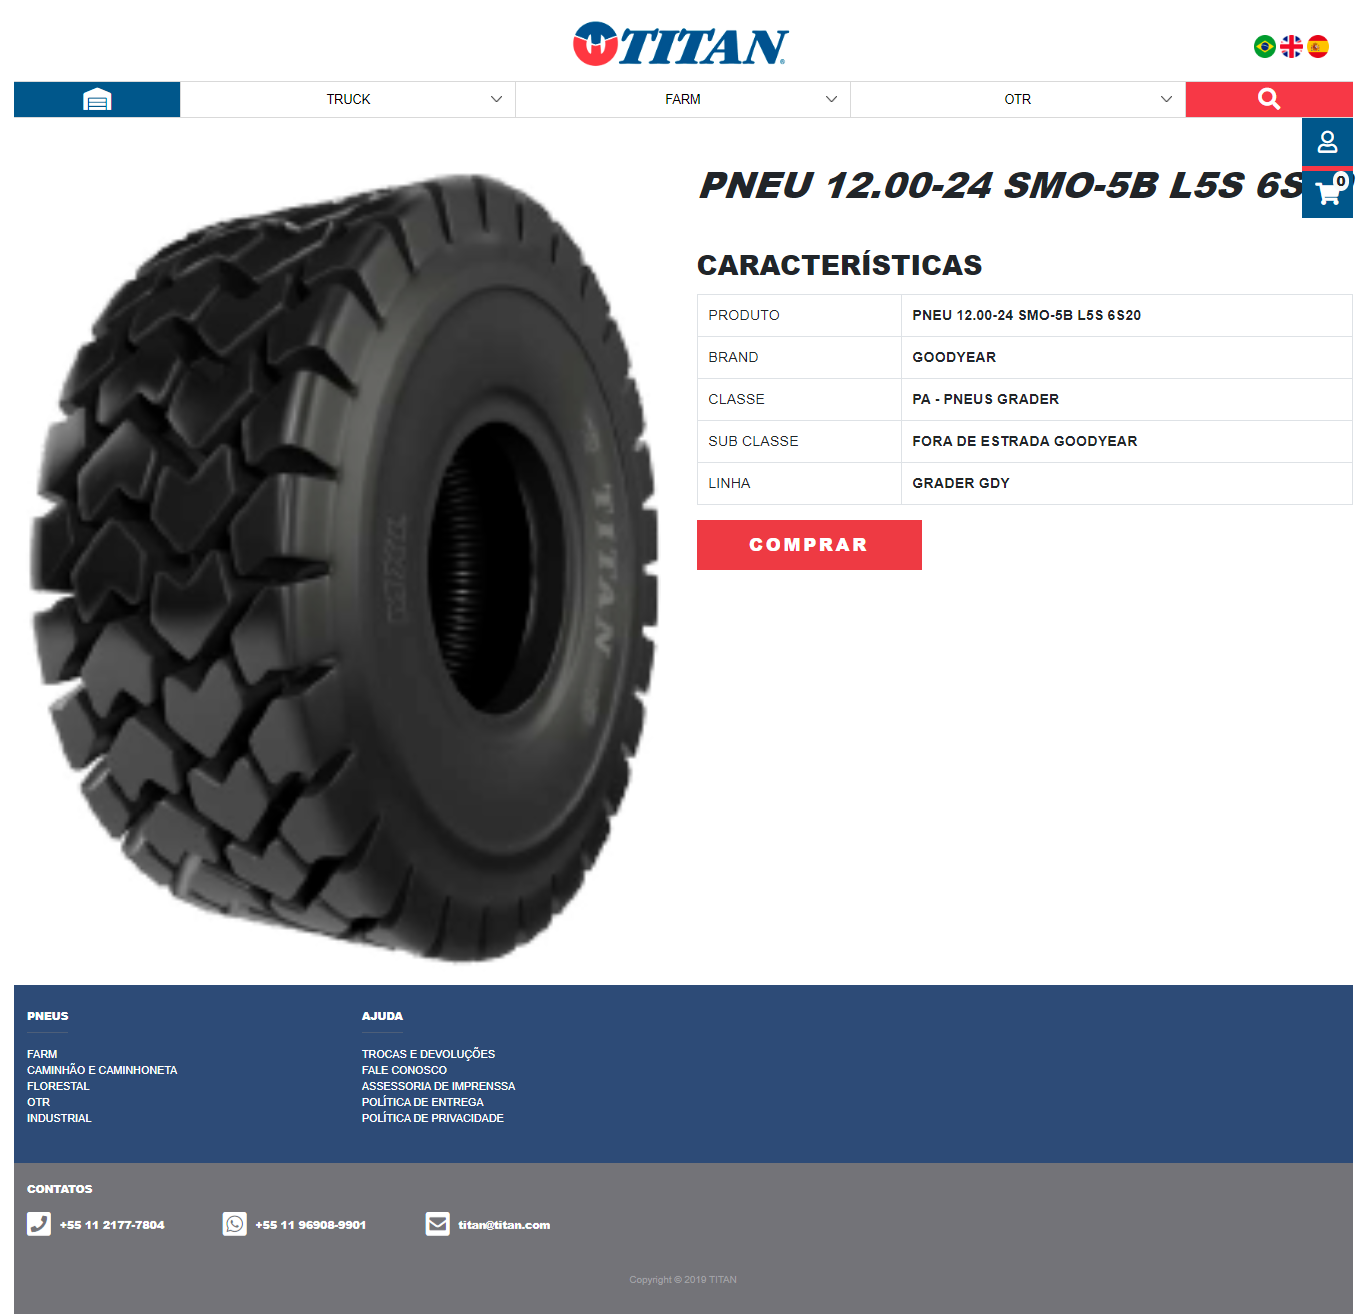 TITAN
TRUCK
FARM
OTR
0
PNEU 12.00-24 SMO-5B L5S 6S
CARACTERÍSTICAS
PRODUTO PNEU 12.00-24 SMO-5B L5S 6S20
BRAND GOODYEAR
CLASSE PA - PNEUS GRADER
SUB CLASSE FORA DE ESTRADA GOODYEAR
LINHA GRADER GDY
COMPRAR
TITAN
PNEUS
FARM
CAMINHÃO E CAMINHONETA
FLORESTAL
OTR
INDUSTRIAL
AJUDA
TROCAS E DEVOLUÇÕES
FALE CONOSCO
ASSESSORIA DE IMPRENSSA
POLÍTICA DE ENTREGA
POLÍTICA DE PRIVACIDADE
CONTATOS
+55 11 2177-7804
+55 11 96908-9901
titan@titan.com
Copyright © 2019 TITAN